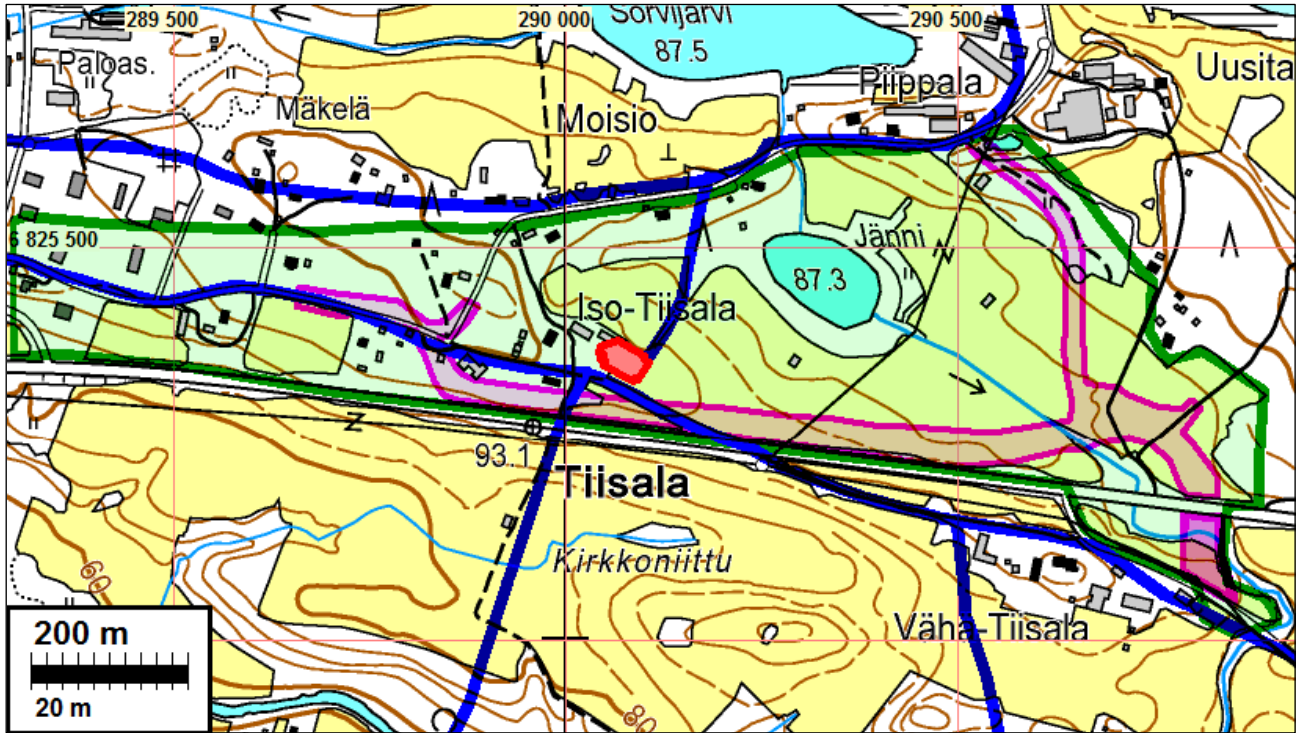 289 500
290 000
290 500
Sorvijärvi
87.5
Paloas.
Mäkelä
Moisio
Piippala
Uusita
6 825 500
Jänni
87.3
Iso-Tiisala
93.1
Tiisala
Kirkkoniittu
60
Vähä-Tiisala
80
200 m
20 m